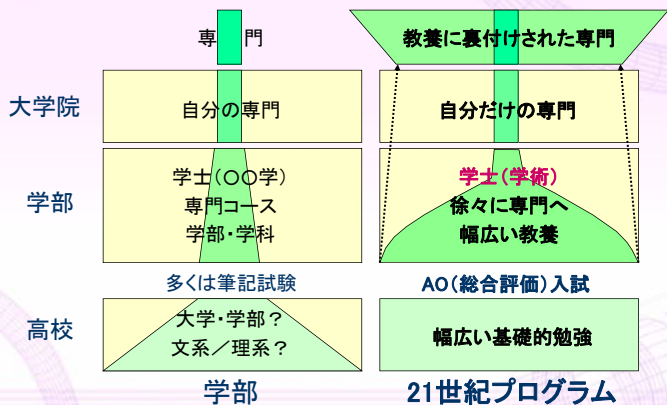 専門
教養に裏付けされた専門
大学院
自分の専門
自分だけの専門
学部
学士(〇〇学)
専門コース
学部・学科
学士(学術)
徐々に専門へ
幅広い教養
多くは筆記試験
AO(総合評価)入試
高校
大学・学部?
文系/理系?
幅広い基礎的勉強
学部
21世紀プログラム